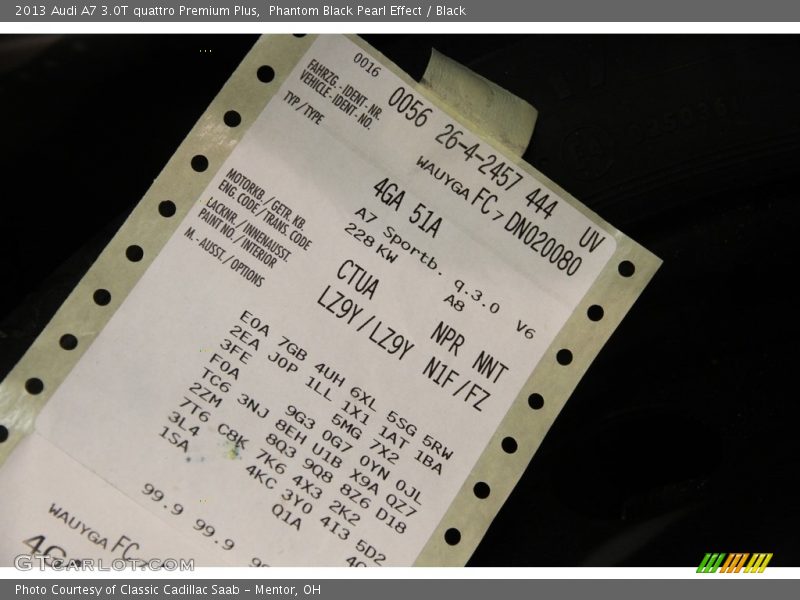 2013 Audi A7 3.0T quattro Premium Plus, Phantom Black Pearl Effect / Black
0016
0056 26-4-2457 444 UV
FAHRZG.-IDENT-NR.
VEHICLE-IDENT-NO.
WAUYGAFC7DN020080
TYP/TYPE
4GA 51A
A7 Sportb. q.3.0 V6
228 KW A8
MOTORKB./GETR.KB.
ENG.CODE/TRANS.CODE
CTUA NPR NNT
LACKNR./INNENAUSST.
PAINT NO./INTERIOR
LZ9Y/LZ9Y N1F/FZ
M.-AUSST./OPTIONS
E0A 7GB 4UH 6XL 5SG 5RW
2EA J0P 1LL 1X1 1AT 1BA
3FE 5MG 7X2
F0A 9G3 0G7 0YN 0JL
TC6 3NJ 8EH U1B X9A QZ7
2ZM 8Q3 9Q8 8Z6 D18
7T6 C8K 7K6 4X3 2K2
3L4 4KC 3Y0 4I3 5D2
1SA Q1A
99.9 99.9
WAUYGAFC
GTcarlot.com
Photo Courtesy of Classic Cadillac Saab - Mentor, OH